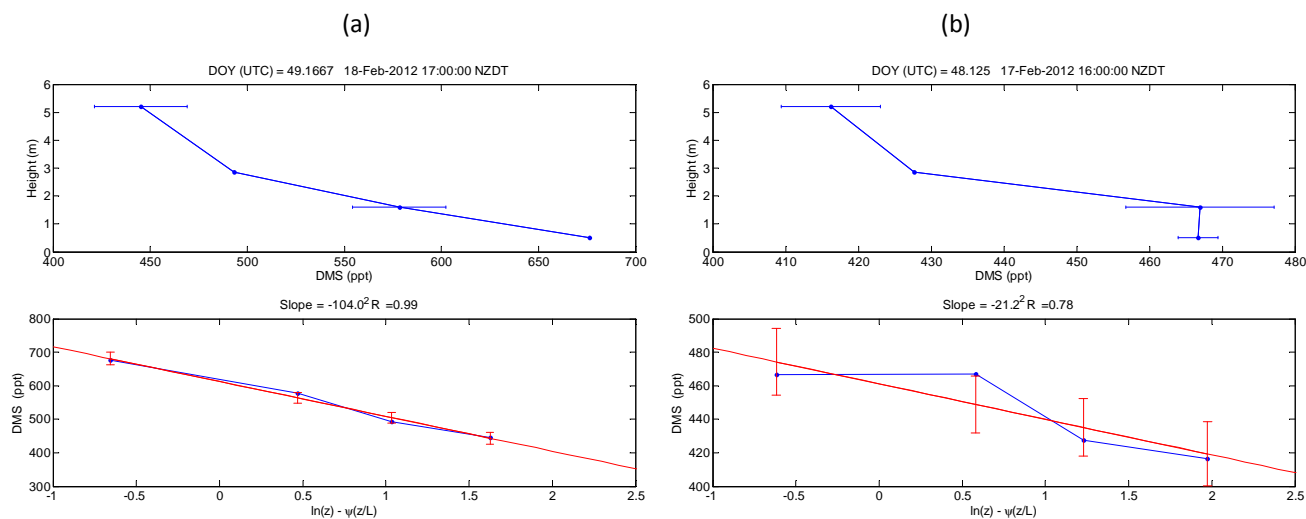 (a)
DOY (UTC) = 49.1667 18-Feb-2012 17:00:00 NZDT
6
5
4
3
2
1
0
Height (m)
400 450 500 550 600 650 700
DMS (ppt)
Slope = -104.0² R =0.99
800
700
600
500
400
300
DMS (ppt)
-1 -0.5 0 0.5 1 1.5 2 2.5
ln(z) - ψ(z/L)
(b)
DOY (UTC) = 48.125 17-Feb-2012 16:00:00 NZDT
6
5
4
3
2
1
0
Height (m)
400 410 420 430 440 450 460 470 480
DMS (ppt)
Slope = -21.2² R =0.78
500
480
460
440
420
400
DMS (ppt)
-1 -0.5 0 0.5 1 1.5 2 2.5
ln(z) - ψ(z/L)